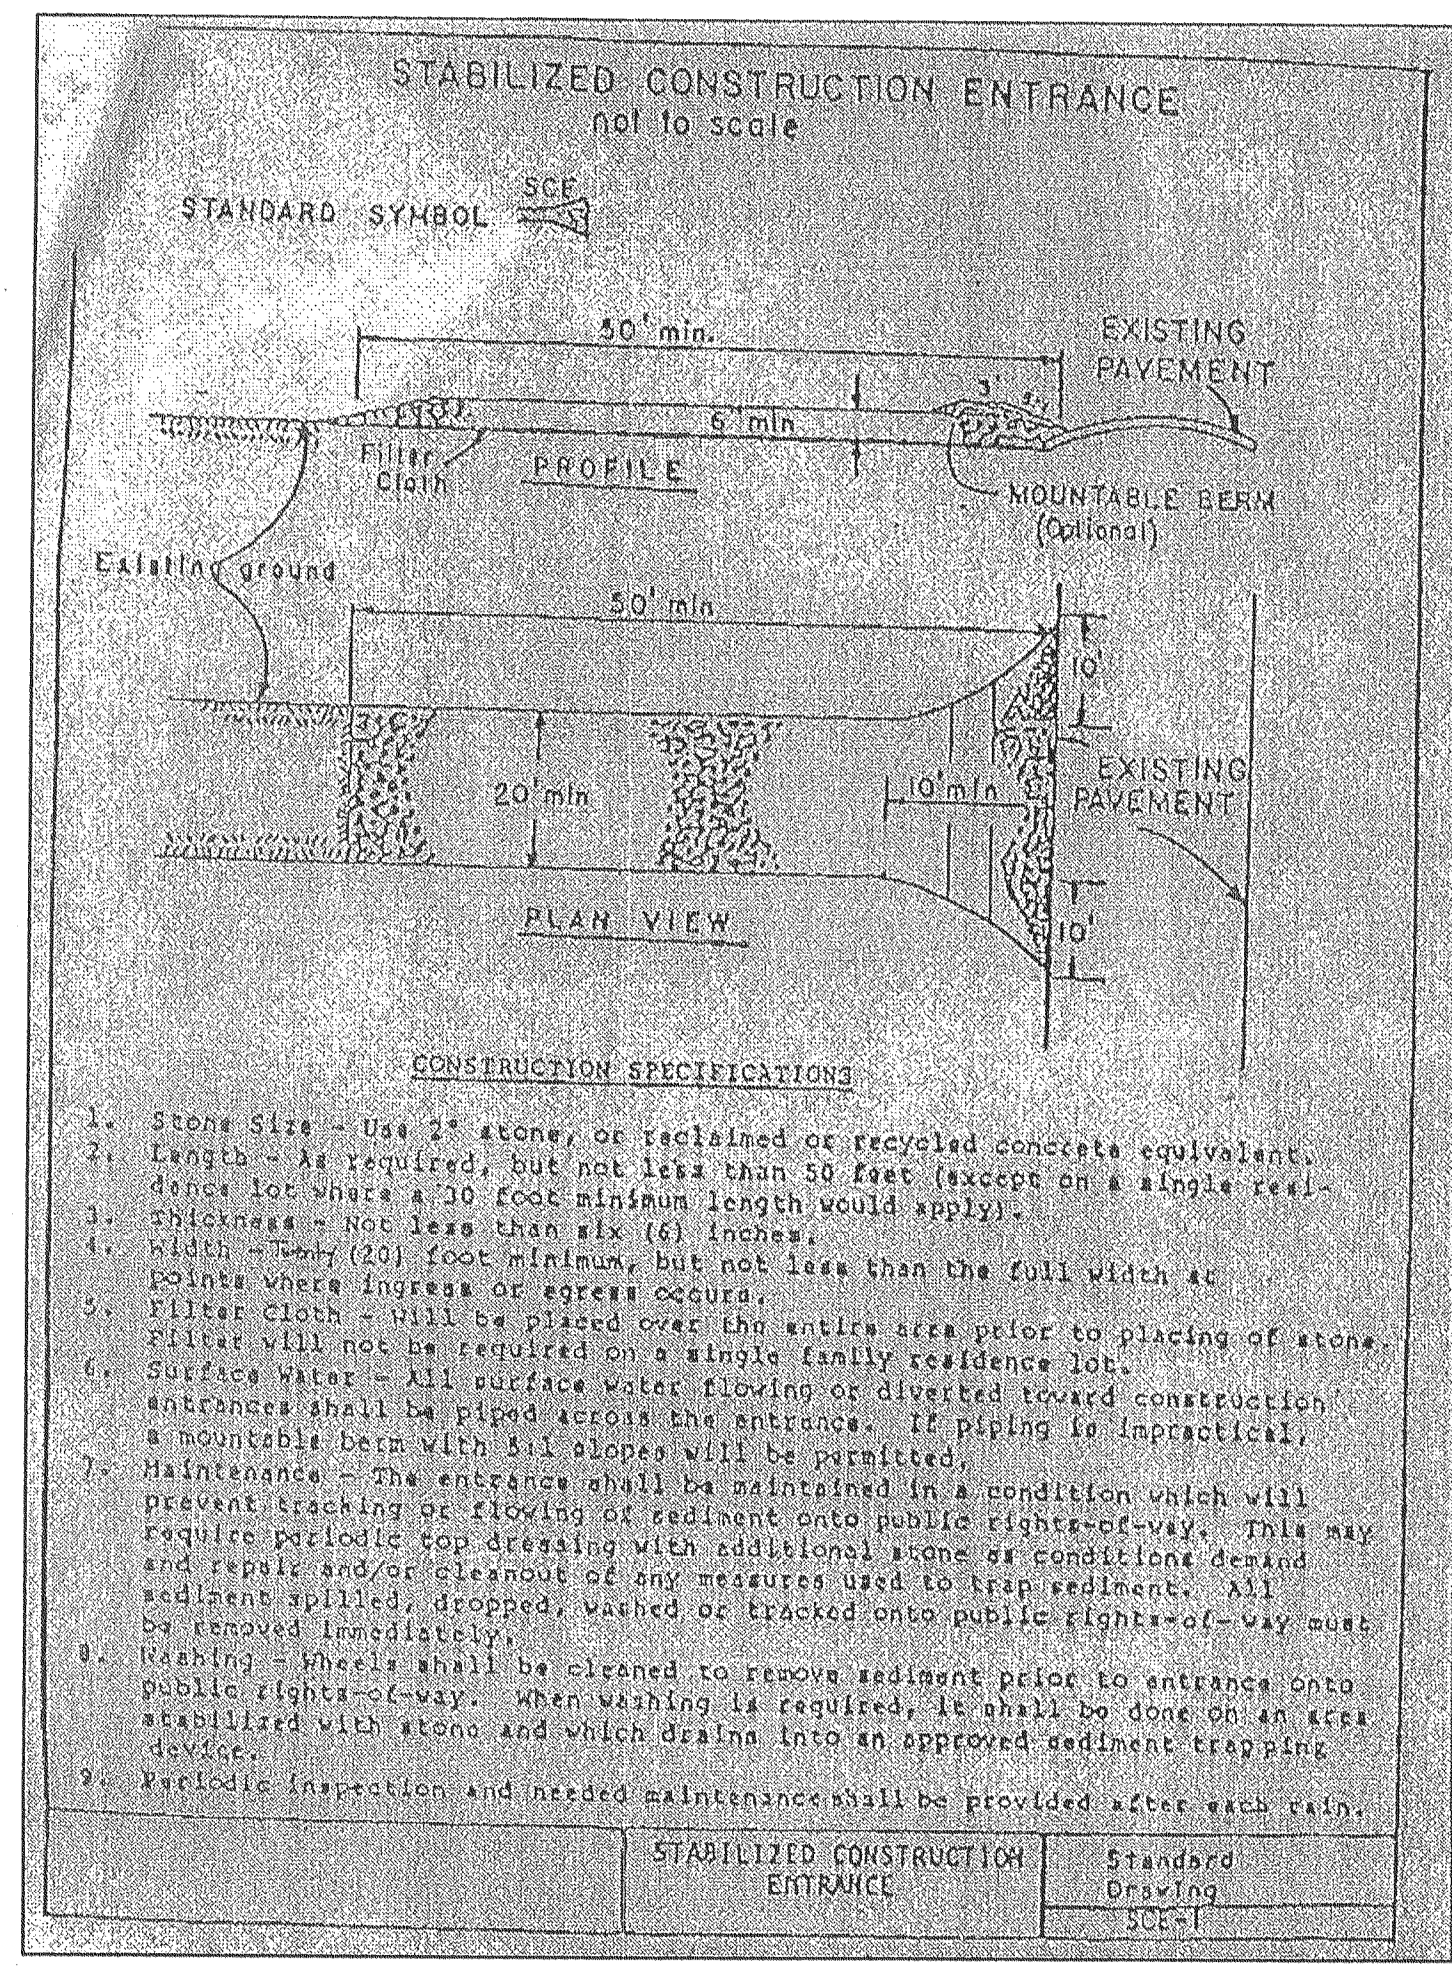 STABILIZED CONSTRUCTION ENTRANCE
not to scale
SCE
STANDARD SYMBOL
50' min.
EXISTING
PAVEMENT
3'
6" min
Filter
Cloth
PROFILE
MOUNTABLE BERM
(Optional)
Existing ground
50' min
10'
20' min
10' min
EXISTING
PAVEMENT
10'
PLAN VIEW
CONSTRUCTION SPECIFICATIONS
1. Stone Size - Use 2" stone, or reclaimed or recycled concrete equivalent.
2. Length - As required, but not less than 50 feet (except on a single resi-
dence lot where a 30 foot minimum length would apply).
3. Thickness - Not less than six (6) inches.
4. Width - Twenty (20) foot minimum, but not less than the full width at
points where ingress or egress occurs.
5. Filter Cloth - Will be placed over the entire area prior to placing of stone.
Filter will not be required on a single family residence lot.
6. Surface Water - All surface water flowing or diverted toward construction
entrances shall be piped across the entrance. If piping is impractical,
a mountable berm with 5:1 slopes will be permitted.
7. Maintenance - The entrance shall be maintained in a condition which will
prevent tracking or flowing of sediment onto public rights-of-way. This may
require periodic top dressing with additional stone as conditions demand
and repair and/or cleanout of any measures used to trap sediment. All
sediment spilled, dropped, washed or tracked onto public rights-of-way must
be removed immediately.
8. Washing - Wheels shall be cleaned to remove sediment prior to entrance onto
public rights-of-way. When washing is required, it shall be done on an area
stabilized with stone and which drains into an approved sediment trapping
device.
9. Periodic inspection and needed maintenance shall be provided after each rain.
STABILIZED CONSTRUCTION
ENTRANCE
Standard
Drawing
SCE-1